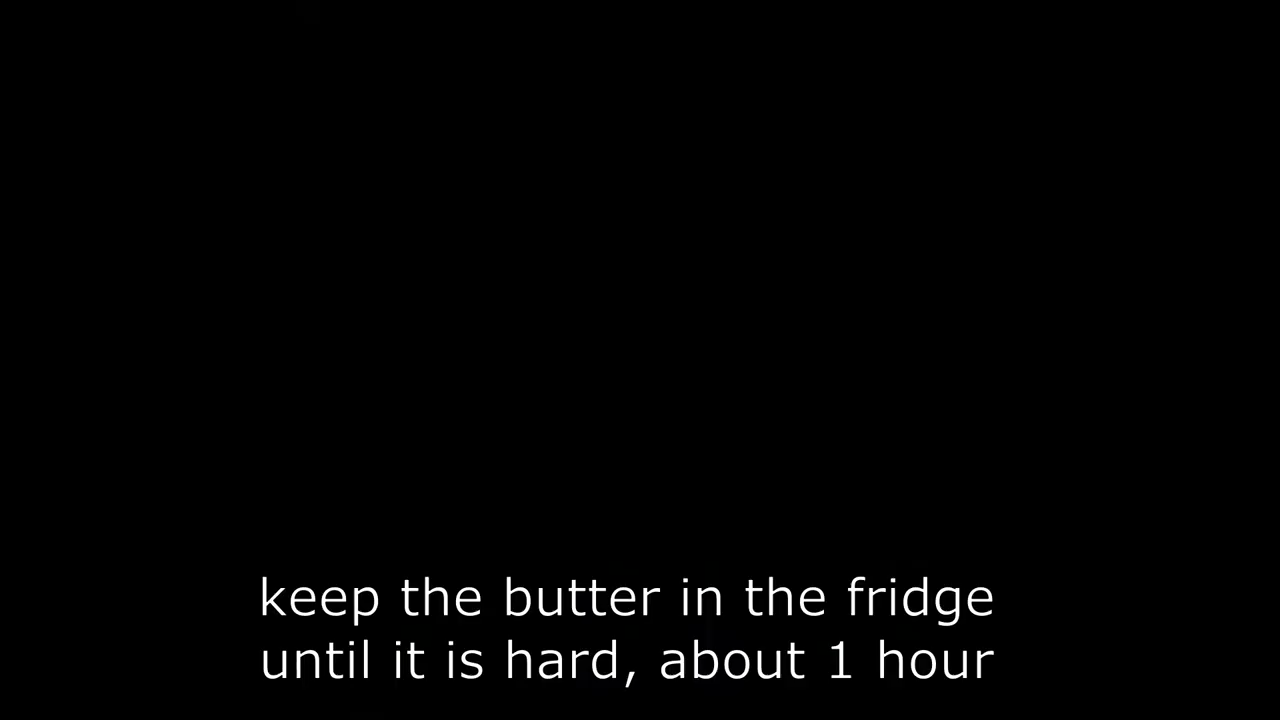 keep the butter in the fridge
until it is hard, about 1 hour